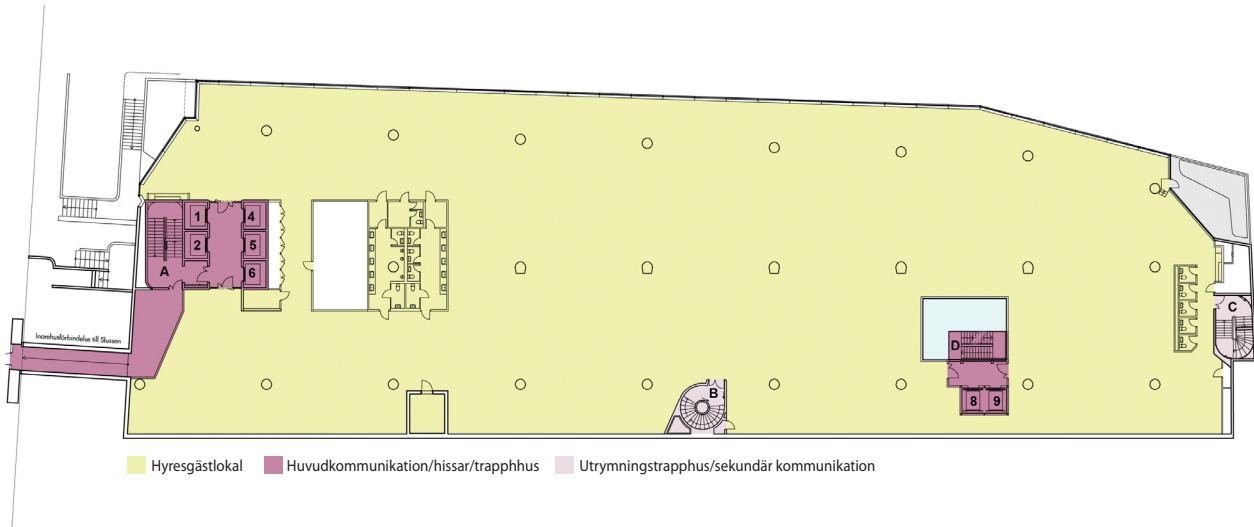 1
4
2
5
A
6
C
D
Inomhusförbindelse till Slussen
B
8 9
Hyresgästlokal Huvudkommunikation/hissar/trapphhus Utrymningstrapphus/sekundär kommunikation